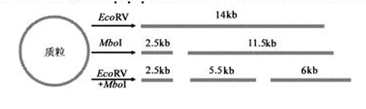 EcoRV 14kb
质粒 MboI 2.5kb 11.5kb
EcoRV 2.5kb 5.5kb 6kb
+MboI